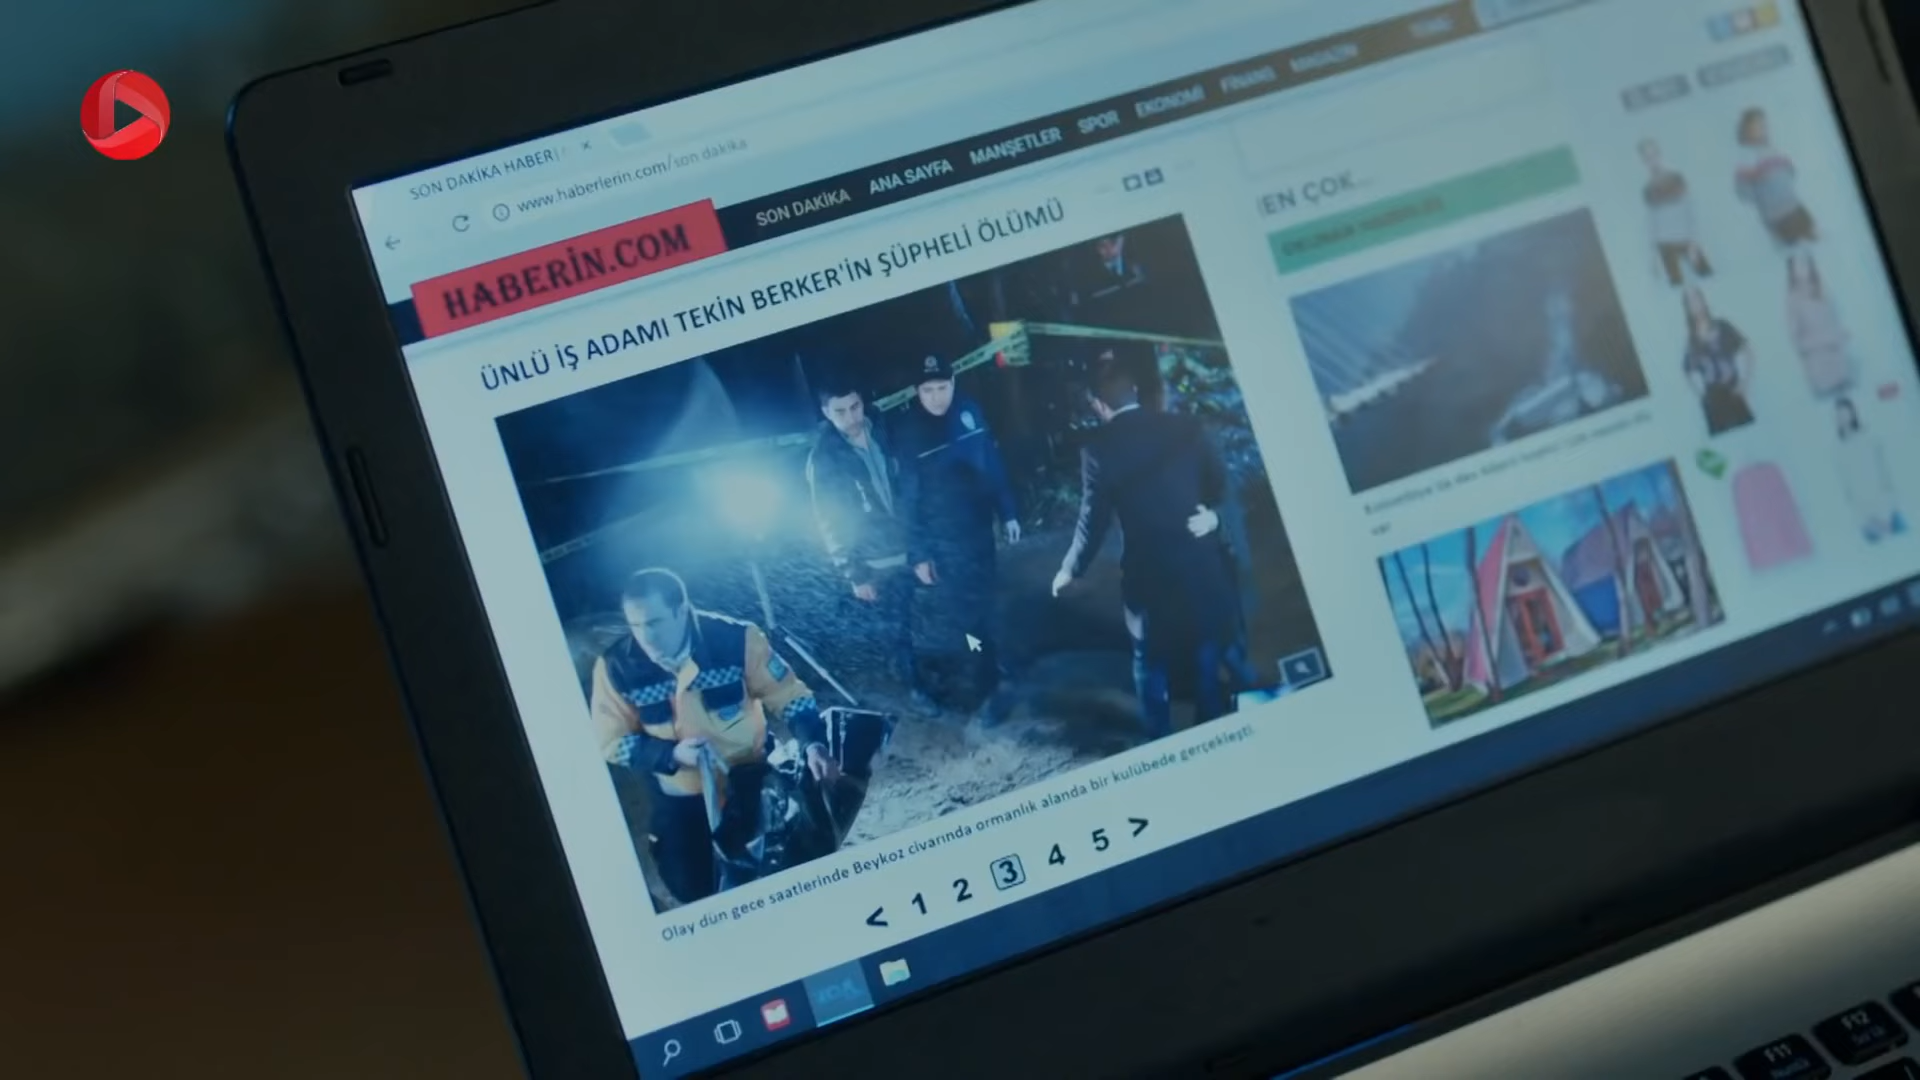 SON DAKİKA HABER
www.haberlerin.com/son dakika
HABERİN.COM
SON DAKİKA ANA SAYFA MANŞETLER SPOR EKONOMİ FİNANS MAGAZİN
ÜNLÜ İŞ ADAMI TEKİN BERKER'İN ŞÜPHELİ ÖLÜMÜ
Olay dün gece saatlerinde Beykoz civarında ormanlık alanda bir kulübede gerçekleşti.
< 1 2 3 4 5 >
EN ÇOK...
F11
F12